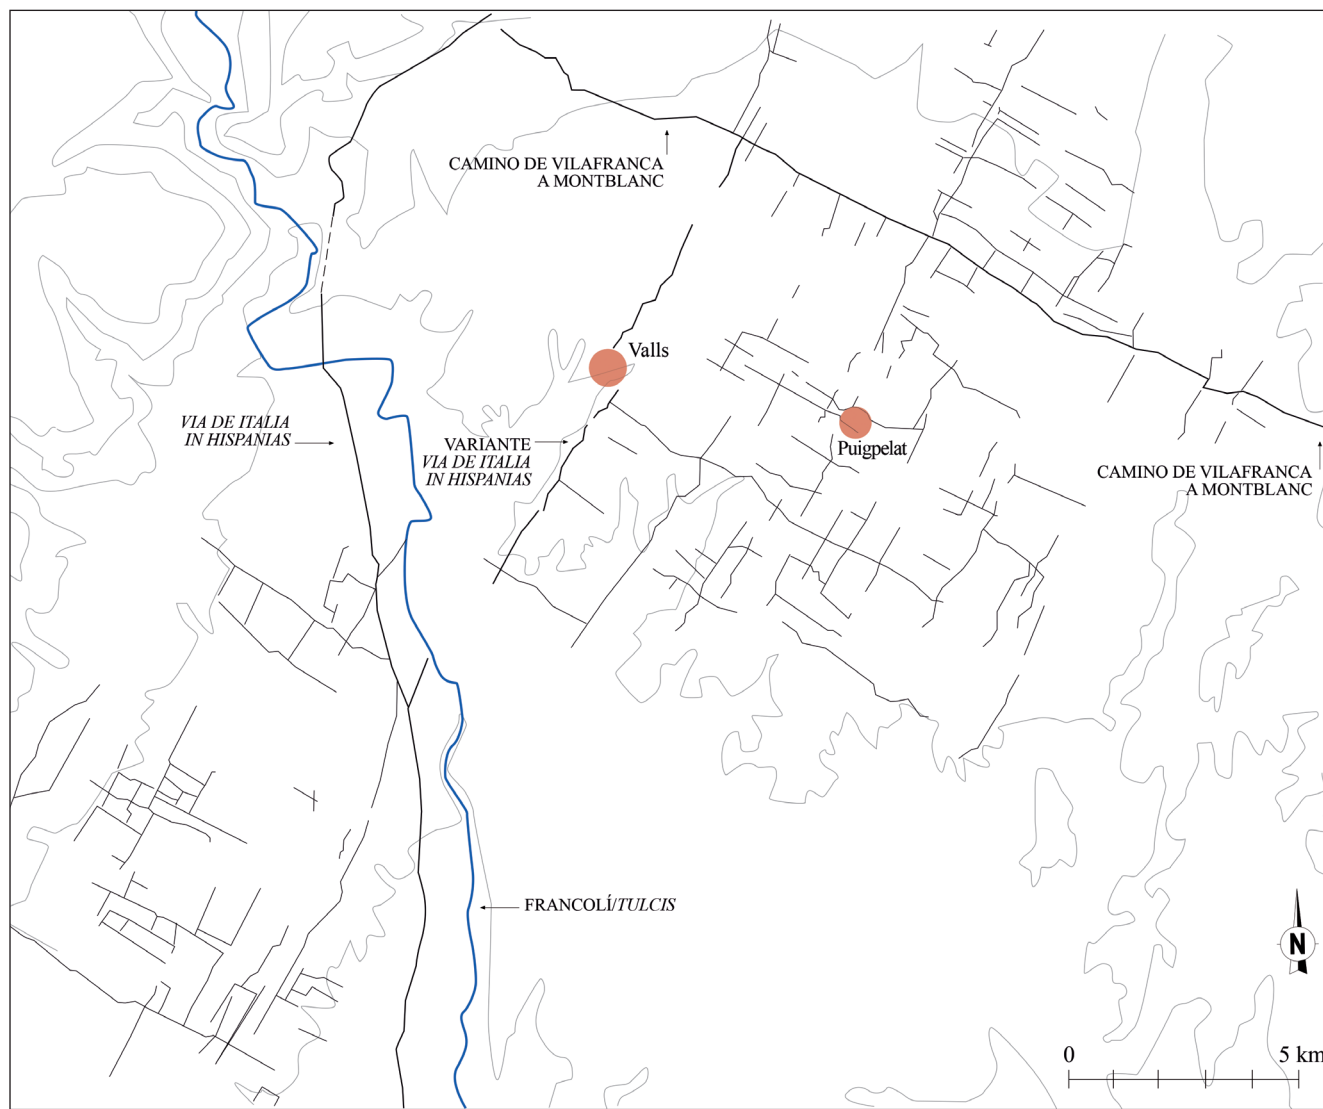 CAMINO DE VILAFRANCA
A MONTBLANC
Valls
VIA DE ITALIA
IN HISPANIAS
VARIANTE
VIA DE ITALIA
IN HISPANIAS
Puigpelat
CAMINO DE VILAFRANCA
A MONTBLANC
FRANCOLÍ/TULCIS
N
0 5 km